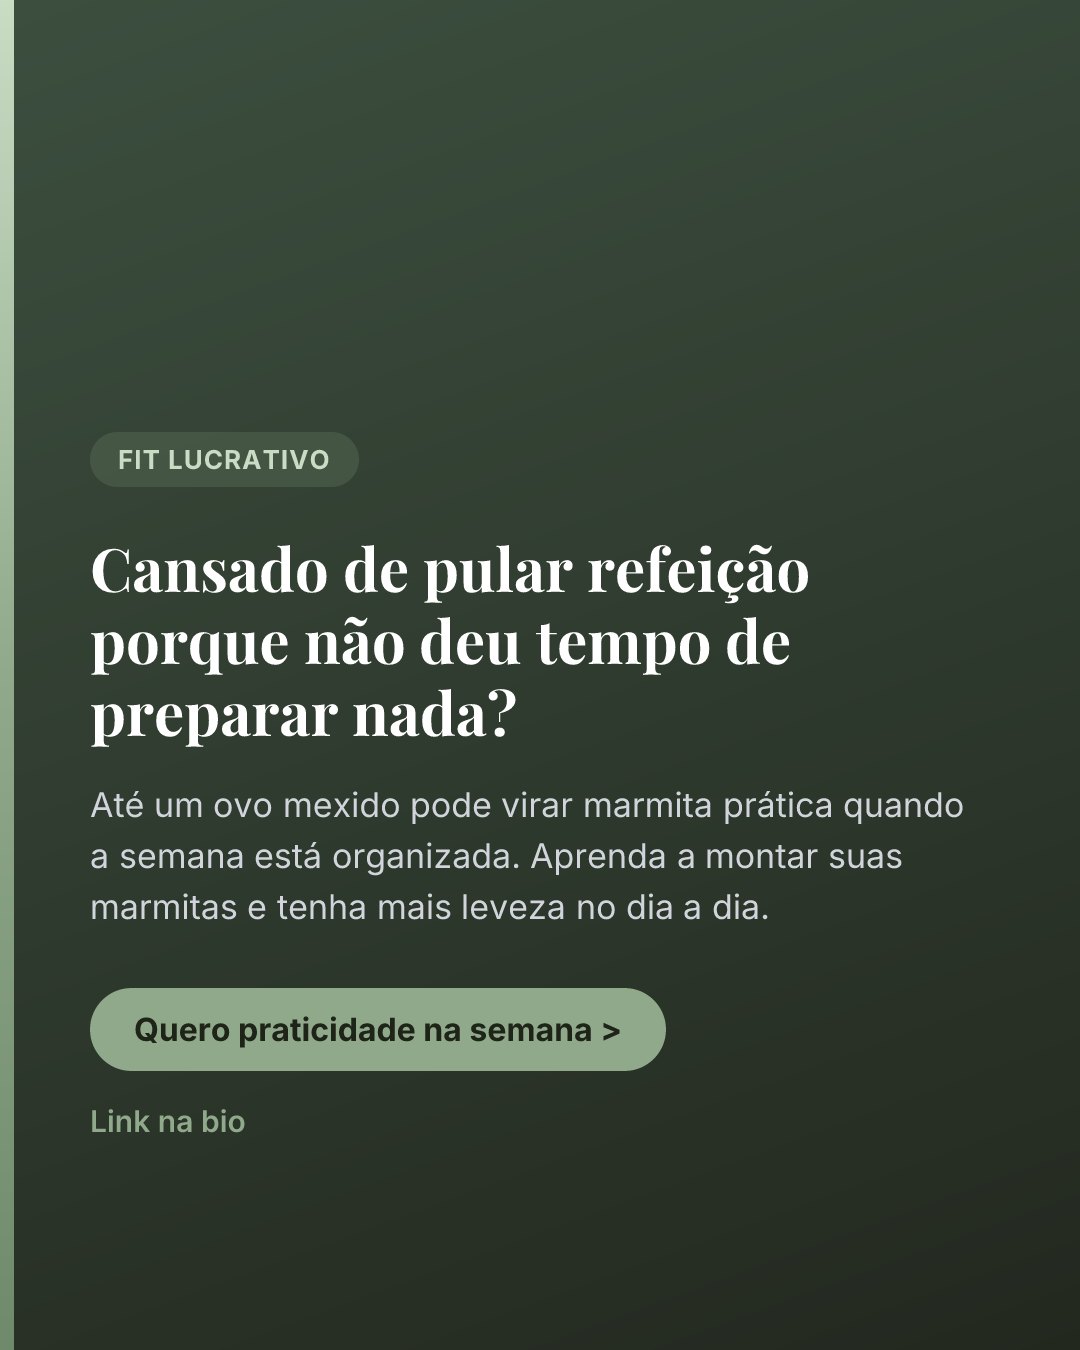 FIT LUCRATIVO
Cansado de pular refeição
porque não deu tempo de
preparar nada?
Até um ovo mexido pode virar marmita prática quando
a semana está organizada. Aprenda a montar suas
marmitas e tenha mais leveza no dia a dia.
Quero praticidade na semana >
Link na bio